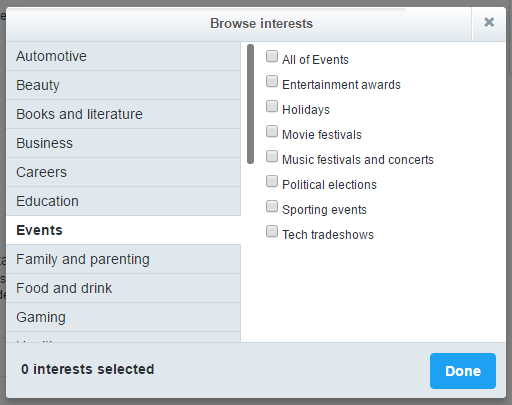 Browse interests
×
Automotive
Beauty
Books and literature
Business
Careers
Education
Events
Family and parenting
Food and drink
Gaming
All of Events
Entertainment awards
Holidays
Movie festivals
Music festivals and concerts
Political elections
Sporting events
Tech tradeshows
0 interests selected
Done